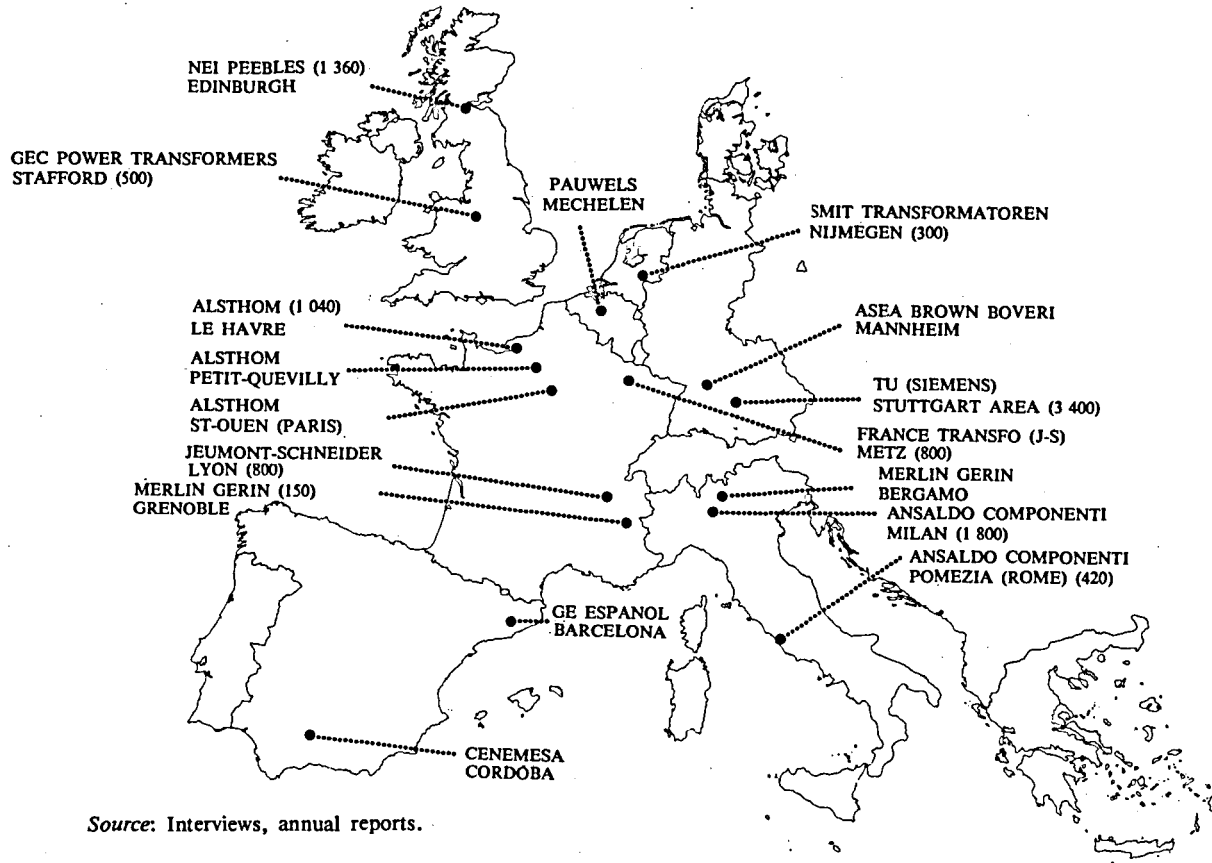 NEI PEEBLES (1 360)
EDINBURGH
GEC POWER TRANSFORMERS
STAFFORD (500)
PAUWELS
MECHELEN
SMIT TRANSFORMATOREN
NIJMEGEN (300)
ALSTHOM (1 040)
LE HAVRE
ALSTHOM
PETIT-QUEVILLY
ALSTHOM
ST-OUEN (PARIS)
JEUMONT-SCHNEIDER
LYON (800)
MERLIN GERIN (150)
GRENOBLE
ASEA BROWN BOVERI
MANNHEIM
TU (SIEMENS)
STUTTGART AREA (3 400)
FRANCE TRANSFO (J-S)
METZ (800)
MERLIN GERIN
BERGAMO
ANSALDO COMPONENTI
MILAN (1 800)
ANSALDO COMPONENTI
POMEZIA (ROME) (420)
GE ESPANOL
BARCELONA
CENEMESA
CORDOBA
Source: Interviews, annual reports.